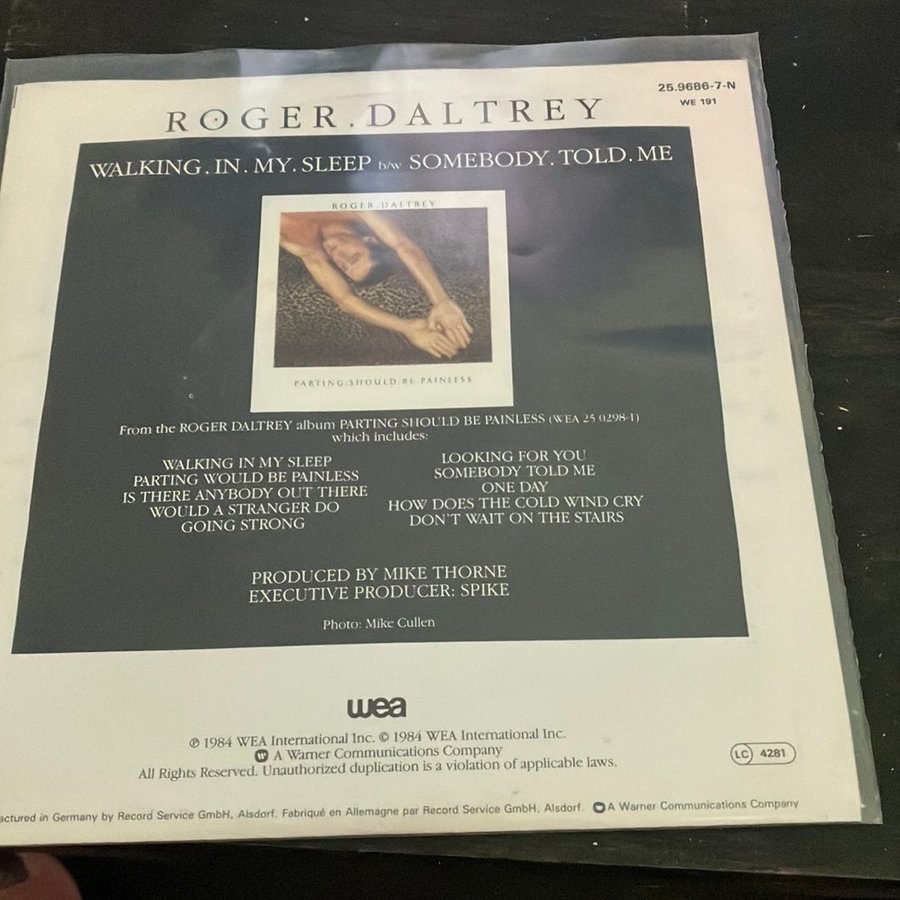 25.9686-7-N
WE 191
ROGER.DALTREY
WALKING.IN.MY.SLEEP b/w SOMEBODY.TOLD.ME
ROGER.DALTREY
PARTING.SHOULD.BE PAINLESS
From the ROGER DALTREY album PARTING SHOULD BE PAINLESS (WEA 25 0298-1)
which includes:
WALKING IN MY SLEEP
PARTING WOULD BE PAINLESS
IS THERE ANYBODY OUT THERE
WOULD A STRANGER DO
GOING STRONG
LOOKING FOR YOU
SOMEBODY TOLD ME
ONE DAY
HOW DOES THE COLD WIND CRY
DON'T WAIT ON THE STAIRS
PRODUCED BY MIKE THORNE
EXECUTIVE PRODUCER: SPIKE
Photo: Mike Cullen
wea
℗ 1984 WEA International Inc. © 1984 WEA International Inc.
A Warner Communications Company
All Rights Reserved. Unauthorized duplication is a violation of applicable laws.
LC 4281
actured in Germany by Record Service GmbH, Alsdorf. Fabriqué en Allemagne par Record Service GmbH, Alsdorf. A Warner Communications Company